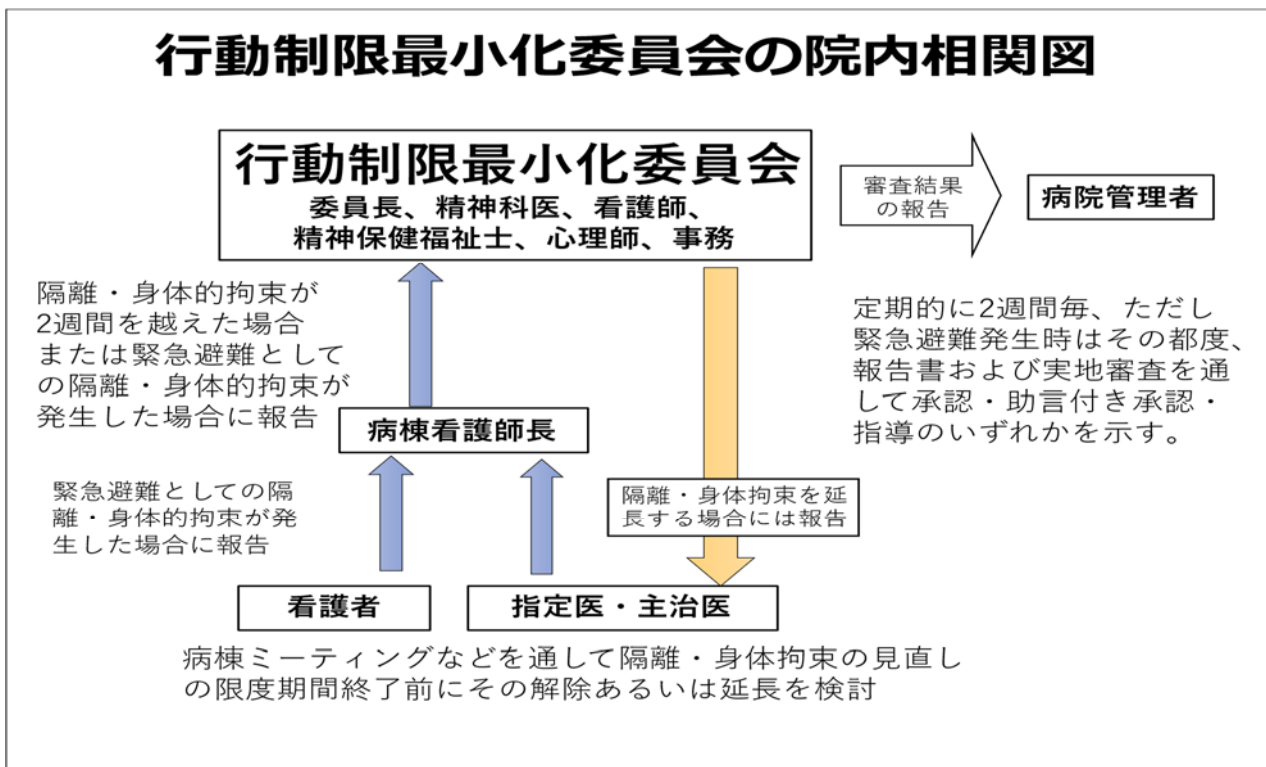 行動制限最小化委員会の院内相関図
行動制限最小化委員会
委員長、精神科医、看護師、
精神保健福祉士、心理師、事務
審査結果
の報告
病院管理者
隔離・身体的拘束が
2週間を越えた場合
または緊急避難として
の隔離・身体的拘束が
発生した場合に報告
定期的に2週間毎、ただし
緊急避難発生時はその都度、
報告書および実地審査を通
して承認・助言付き承認・
指導のいずれかを示す。
病棟看護師長
緊急避難としての隔
離・身体的拘束が発
生した場合に報告
隔離・身体拘束を延
長する場合には報告
看護者
指定医・主治医
病棟ミーティングなどを通して隔離・身体拘束の見直し
の限度期間終了前にその解除あるいは延長を検討